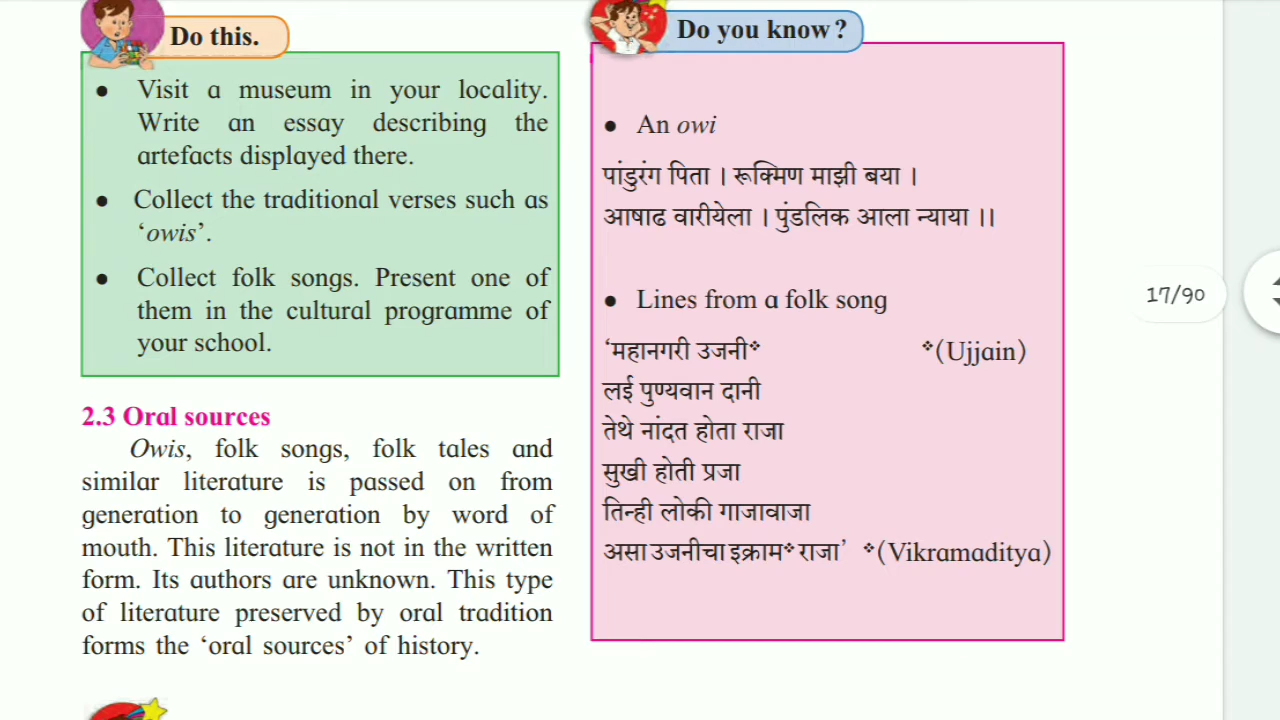 Do this.
• Visit a museum in your locality.
Write an essay describing the
artefacts displayed there.
• Collect the traditional verses such as
‘owis’.
• Collect folk songs. Present one of
them in the cultural programme of
your school.
2.3 Oral sources
Owis, folk songs, folk tales and
similar literature is passed on from
generation to generation by word of
mouth. This literature is not in the written
form. Its authors are unknown. This type
of literature preserved by oral tradition
forms the ‘oral sources’ of history.
Do you know ?
• An owi
पांडुरंग पिता । रूक्मिण माझी बया ।
आषाढ वारीयेला । पुंडलिक आला न्याया ।।
• Lines from a folk song
‘महानगरी उजनी❖ ❖(Ujjain)
लई पुण्यवान दानी
तेथे नांदत होता राजा
सुखी होती प्रजा
तिन्ही लोकी गाजावाजा
असा उजनीचा इक्राम❖ राजा’ ❖(Vikramaditya)
17/90